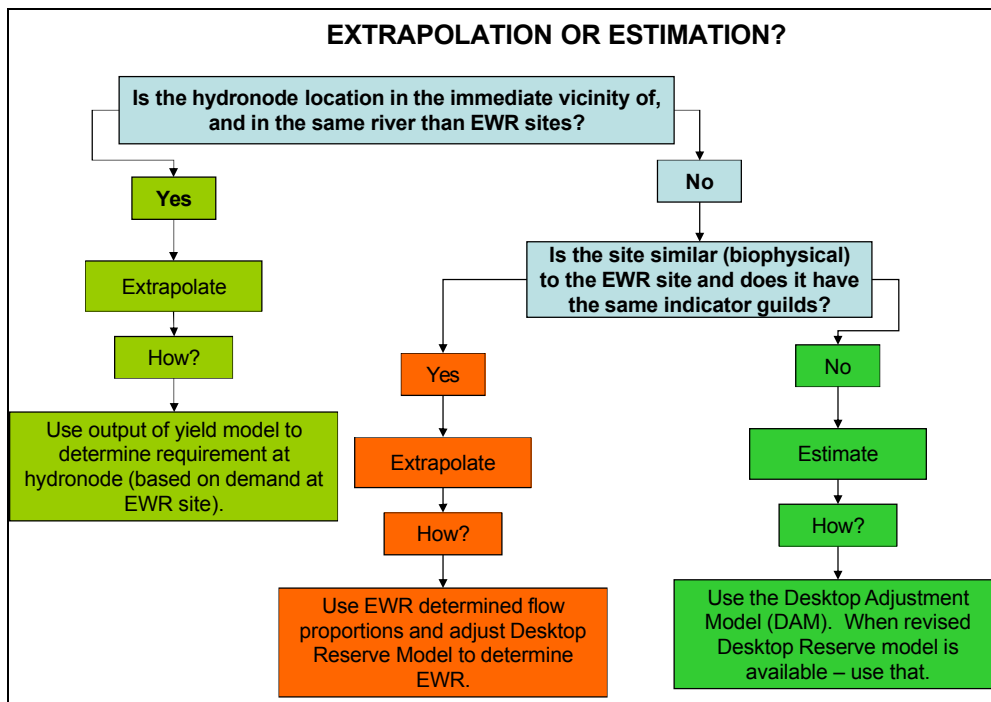 EXTRAPOLATION OR ESTIMATION?
Is the hydronode location in the immediate vicinity of,
and in the same river than EWR sites?
Yes
No
Extrapolate
Is the site similar (biophysical)
to the EWR site and does it have
the same indicator guilds?
How?
Yes
No
Use output of yield model to
determine requirement at
hydronode (based on demand at
EWR site).
Extrapolate
Estimate
How?
How?
Use EWR determined flow
proportions and adjust Desktop
Reserve Model to determine
EWR.
Use the Desktop Adjustment
Model (DAM).  When revised
Desktop Reserve model is
available – use that.